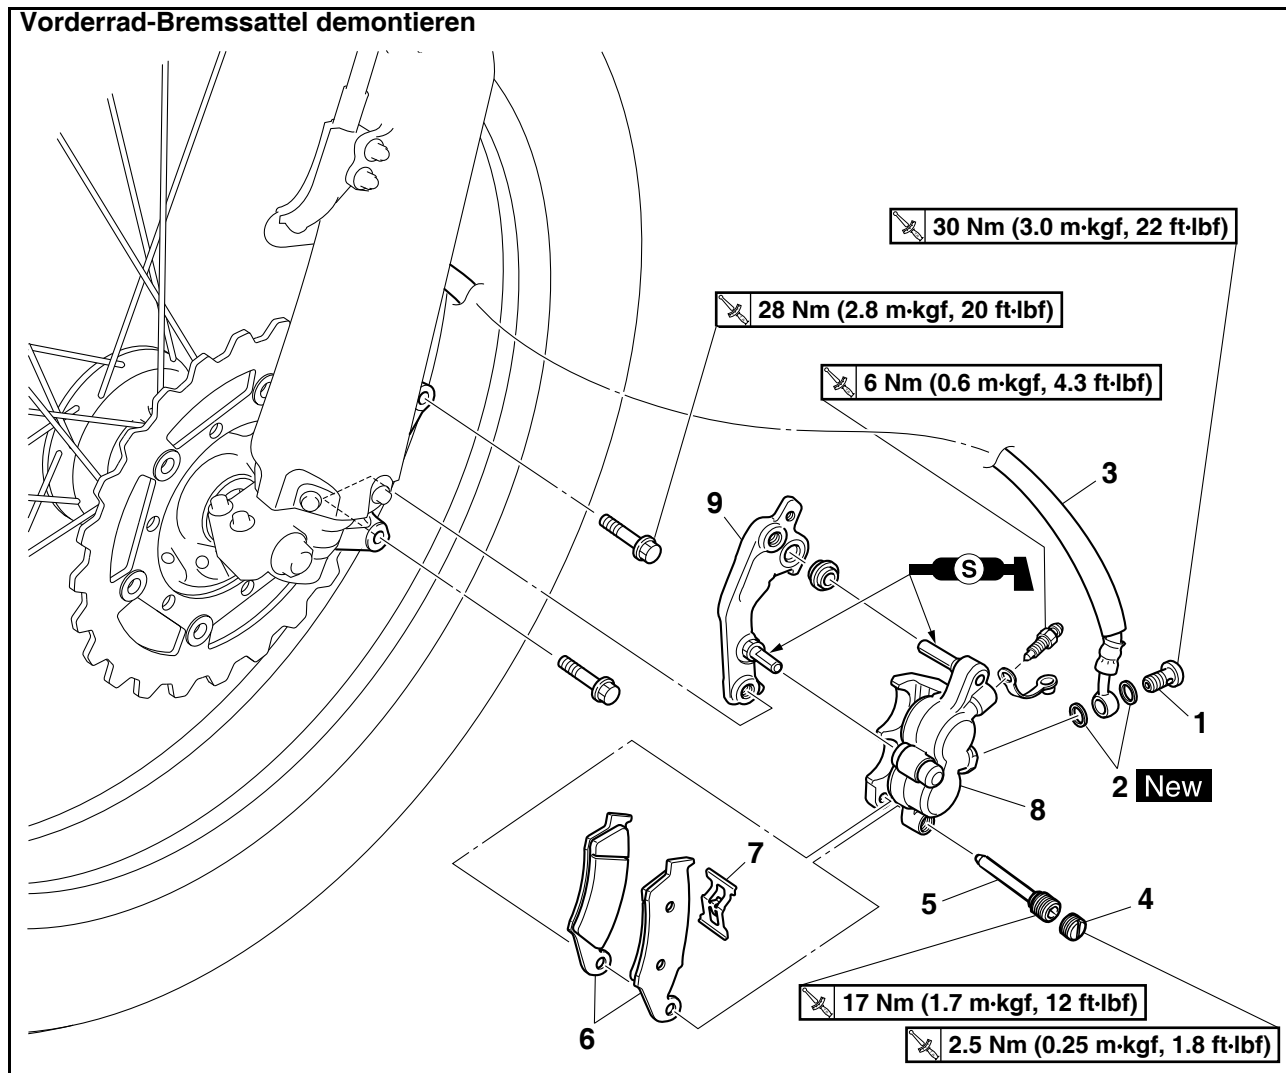 Vorderrad-Bremssattel demontieren
30 Nm (3.0 m·kgf, 22 ft·lbf)
28 Nm (2.8 m·kgf, 20 ft·lbf)
6 Nm (0.6 m·kgf, 4.3 ft·lbf)
3
9
S
1
2 New
8
7
5
4
6
17 Nm (1.7 m·kgf, 12 ft·lbf)
2.5 Nm (0.25 m·kgf, 1.8 ft·lbf)